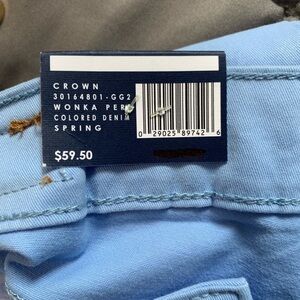 CROWN
30164801-GG2
WONKA PER
COLORED DENIM
SPRING
0 29025 89742 6
$59.50